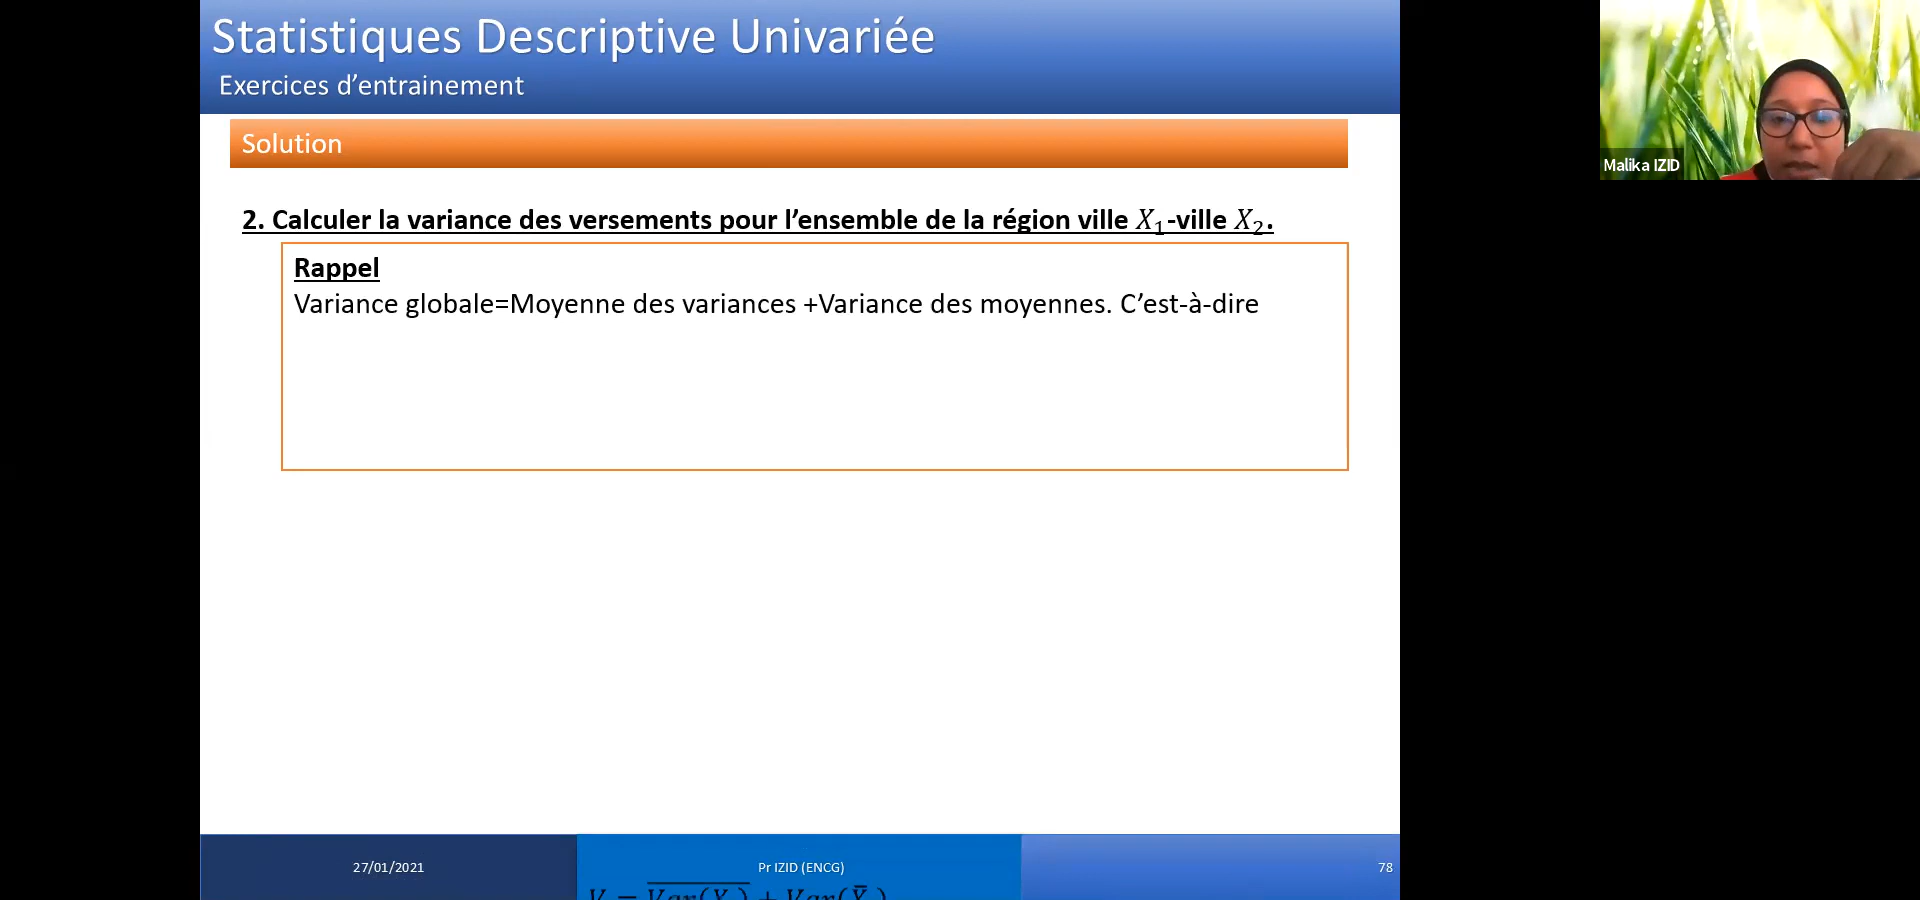 Statistiques Descriptive Univariée
Exercices d’entrainement
Malika IZID
Solution
2. Calculer la variance des versements pour l’ensemble de la région ville X₁-ville X₂.
Rappel
Variance globale=Moyenne des variances +Variance des moyennes. C’est-à-dire
27/01/2021
Pr IZID (ENCG)
78